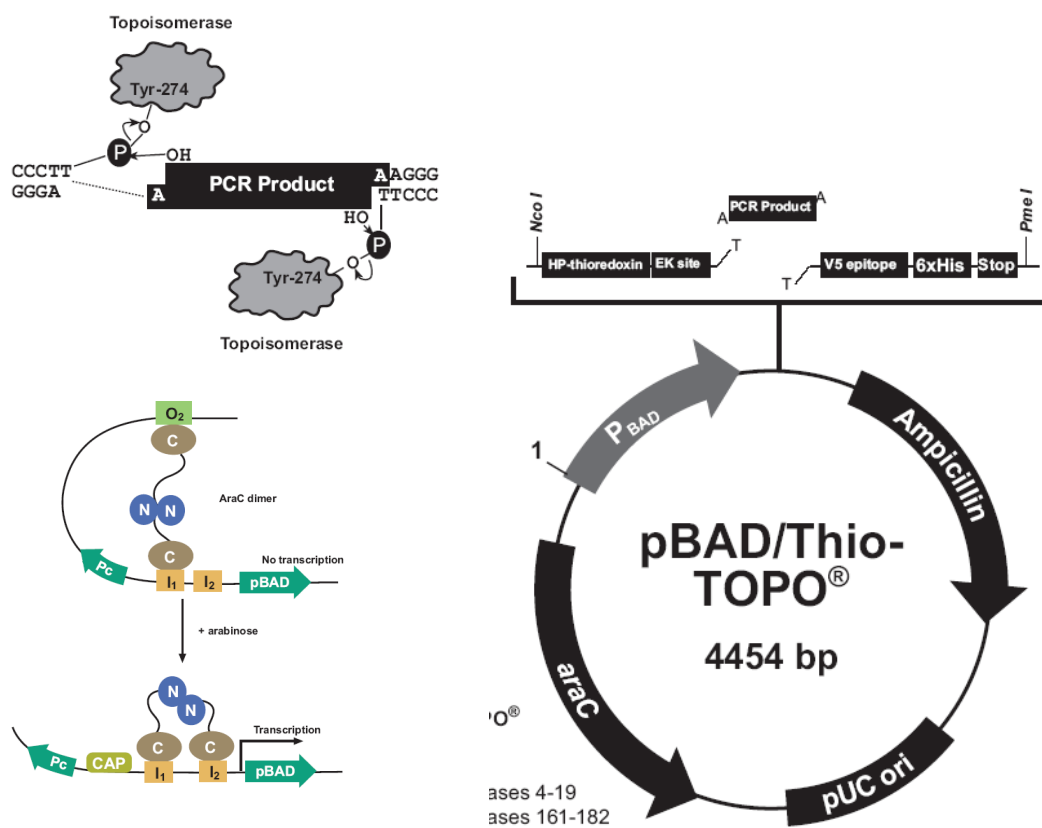 Topoisomerase
Tyr-274
O
P
OH
CCCTT
GGGA
A
PCR Product
A
AGGG
TTCCC
HO
P
O
Tyr-274
Topoisomerase
O₂
C
N N
AraC dimer
C
Pc
I₁
I₂
pBAD
No transcription
+ arabinose
N
N
C
C
Transcription
Pc
CAP
I₁
I₂
pBAD
Nco I
A
PCR Product
A
Pme I
HP-thioredoxin
EK site
T
T
V5 epitope
6xHis
Stop
P BAD
1
Ampicillin
pBAD/Thio-
TOPO®
4454 bp
araC
pUC ori
PO®
ases 4-19
ases 161-182